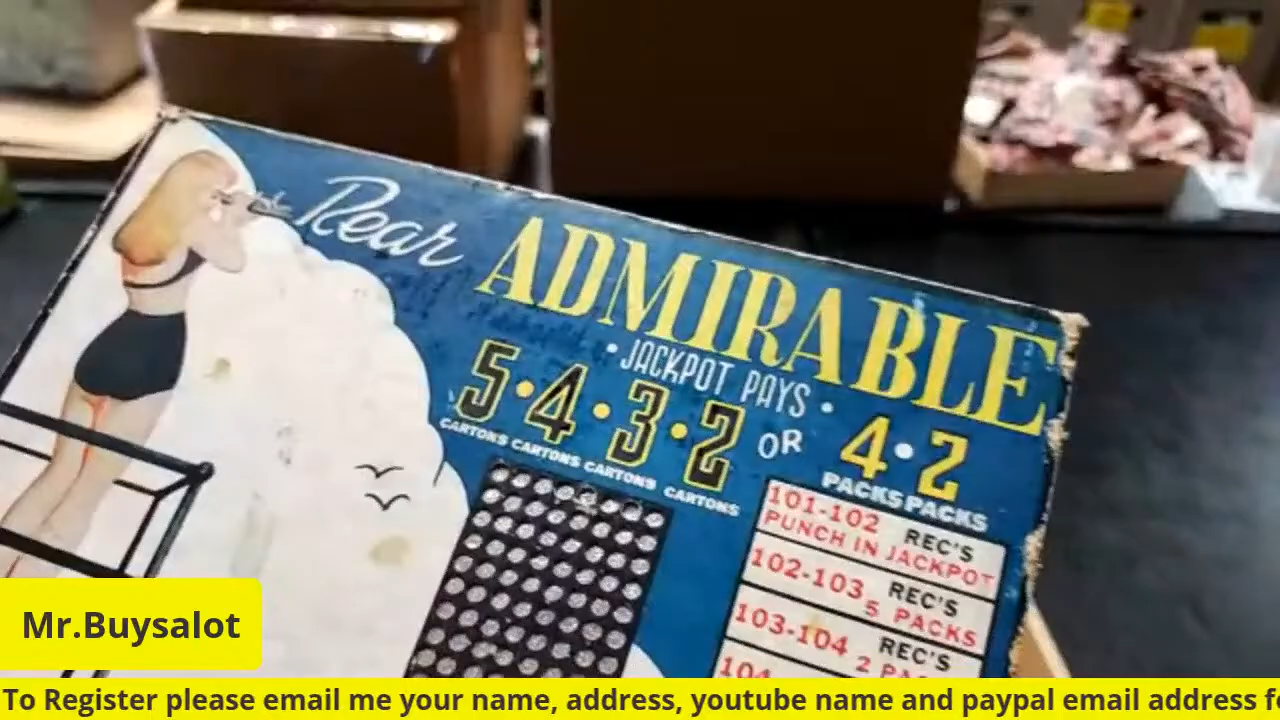 Rear
ADMIRABLE
• JACKPOT PAYS •
5 • 4 • 3 • 2 OR 4 • 2
CARTONS CARTONS CARTONS CARTONS
PACKS PACKS
101-102 REC'S
PUNCH IN JACKPOT
102-103 REC'S
5 PACKS
103-104 REC'S
2
104
Mr.Buysalot
To Register please email me your name, address, youtube name and paypal email address